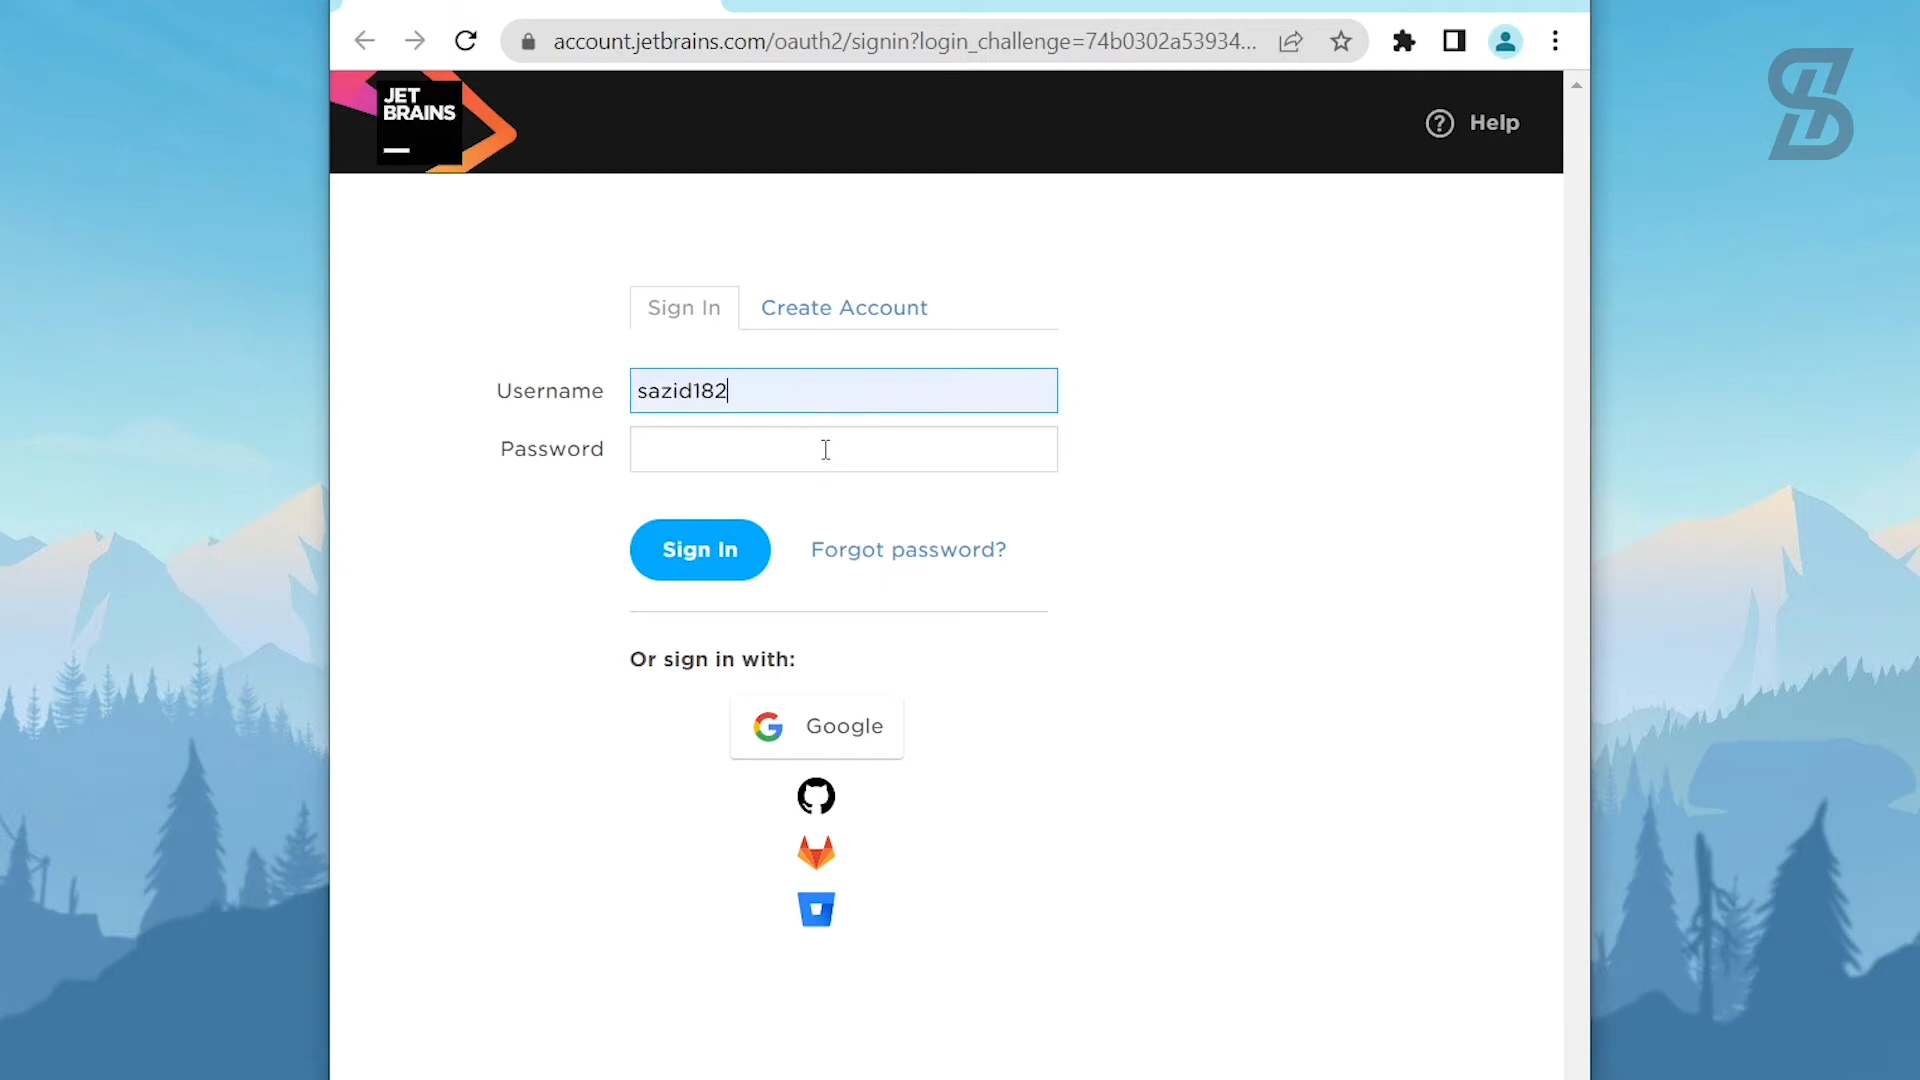 account.jetbrains.com/oauth2/signin?login_challenge=74b0302a53934...
JET
BRAINS
Help
Sign In
Create Account
Username
sazid182
Password
Sign In
Forgot password?
Or sign in with:
Google